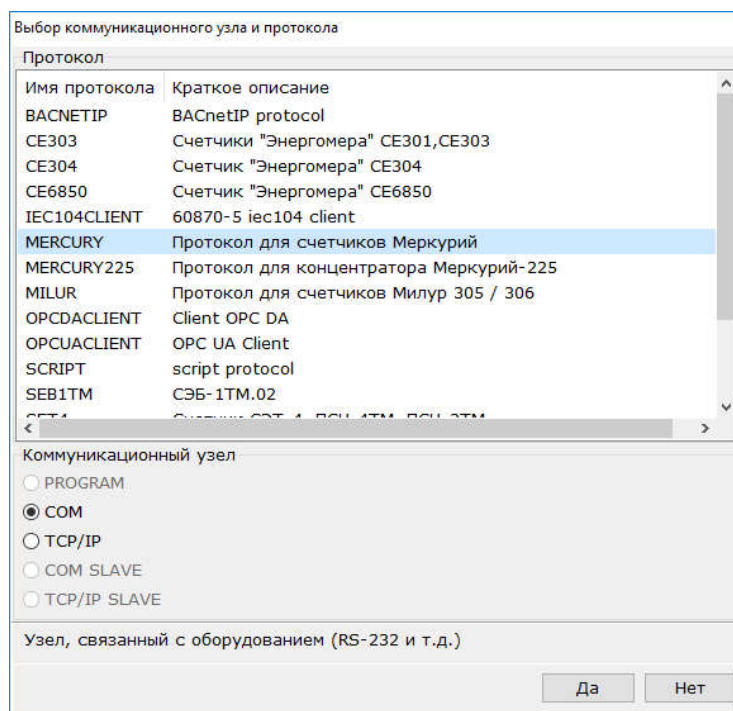 Выбор коммуникационного узла и протокола
Протокол
Имя протокола Краткое описание
BACNETIP BACnetIP protocol
CE303 Счетчики "Энергомера" CE301,CE303
CE304 Счетчик "Энергомера" CE304
CE6850 Счетчик "Энергомера" CE6850
IEC104CLIENT 60870-5 iec104 client
MERCURY Протокол для счетчиков Меркурий
MERCURY225 Протокол для концентратора Меркурий-225
MILUR Протокол для счетчиков Милур 305 / 306
OPCDACLIENT Client OPC DA
OPCUACLIENT OPC UA Client
SCRIPT script protocol
SEB1TM СЭБ-1ТМ.02
Коммуникационный узел
PROGRAM
COM
TCP/IP
COM SLAVE
TCP/IP SLAVE
Узел, связанный с оборудованием (RS-232 и т.д.)
Да Нет